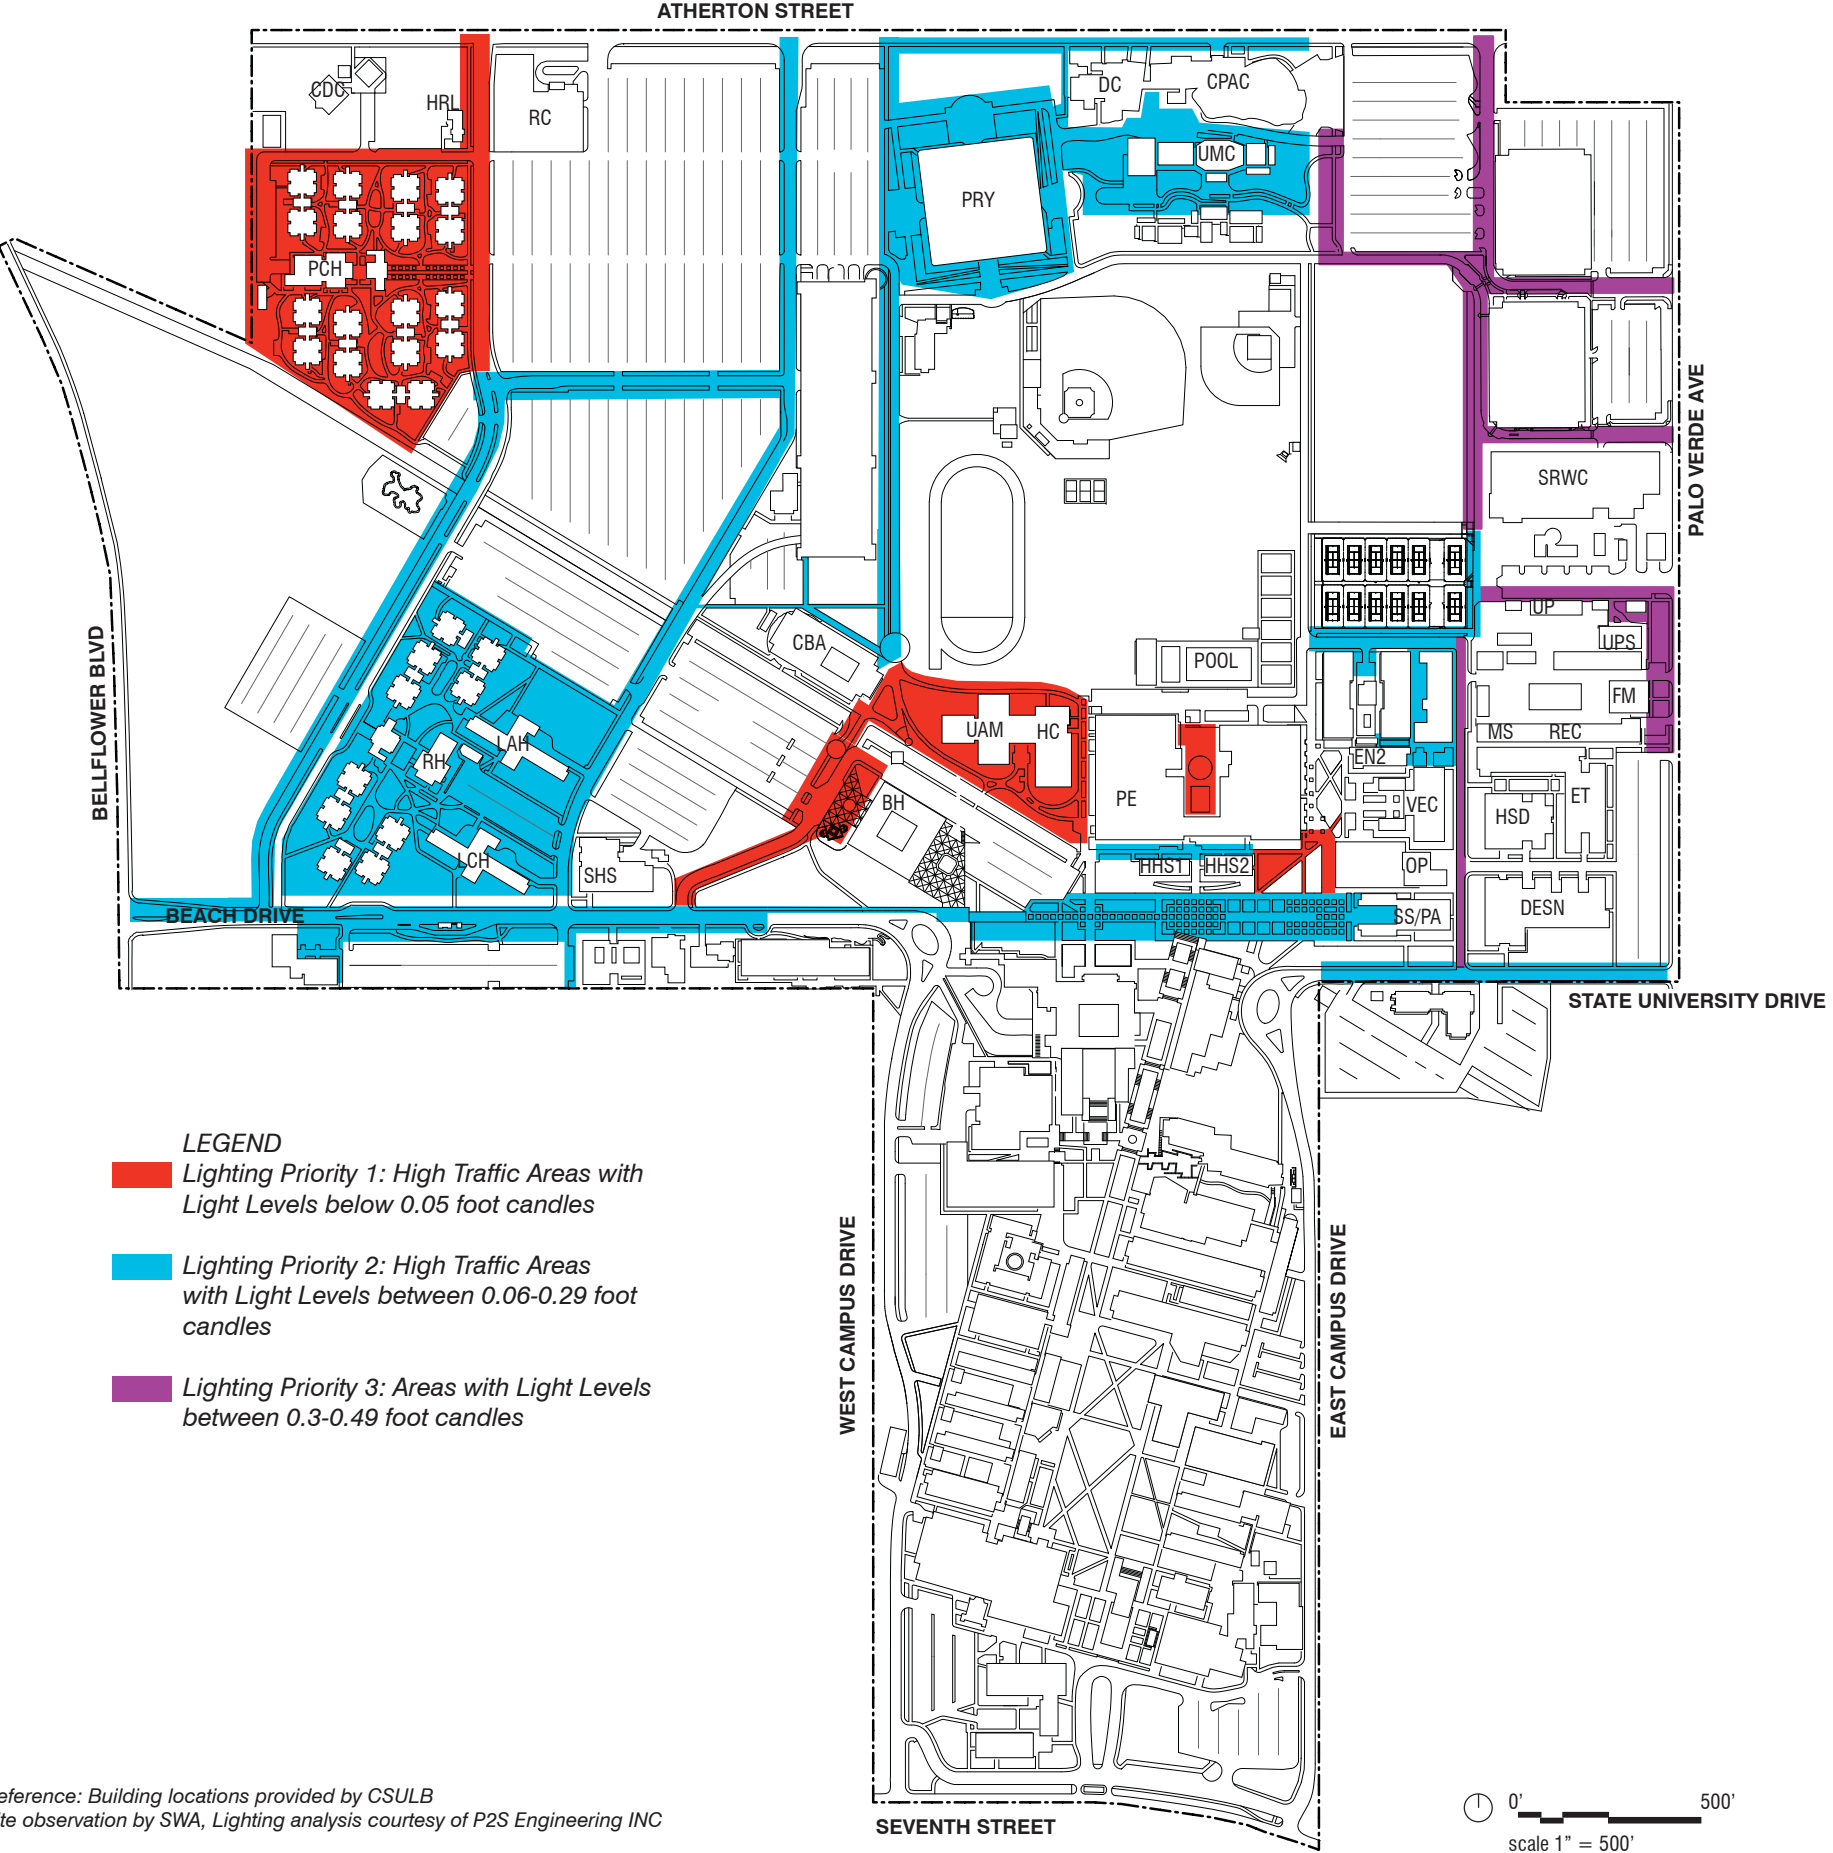 ATHERTON STREET
CDC
HRL
RC
DC
CPAC
UMC
PRY
PCH
SRWC
PALO VERDE AVE
BELLFLOWER BLVD
UP
UPS
CBA
POOL
FM
UAM
HC
MS
REC
LAH
RH
EN2
PE
BH
VEC
ET
HSD
LCH
SHS
HHS1
HHS2
OP
BEACH DRIVE
SS/PA
DESN
STATE UNIVERSITY DRIVE
LEGEND
Lighting Priority 1: High Traffic Areas with
Light Levels below 0.05 foot candles
Lighting Priority 2: High Traffic Areas
with Light Levels between 0.06-0.29 foot
candles
Lighting Priority 3: Areas with Light Levels
between 0.3-0.49 foot candles
WEST CAMPUS DRIVE
EAST CAMPUS DRIVE
eference: Building locations provided by CSULB
te observation by SWA, Lighting analysis courtesy of P2S Engineering INC
SEVENTH STREET
0' 500'
scale 1” = 500’